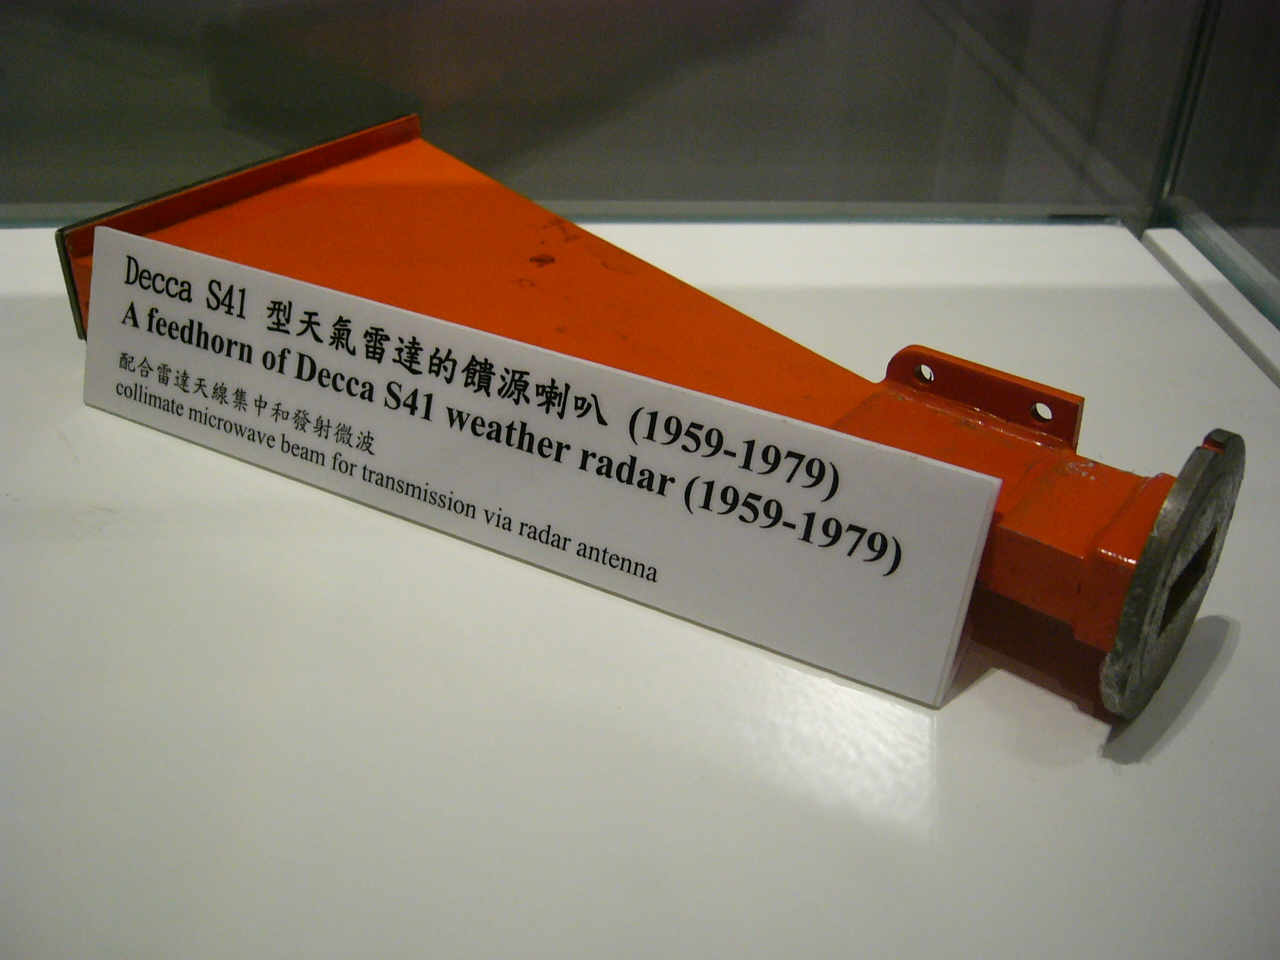 Decca S41 型天氣雷達的饋源喇叭 (1959-1979)
A feedhorn of Decca S41 weather radar (1959-1979)
配合雷達天線集中和發射微波
collimate microwave beam for transmission via radar antenna